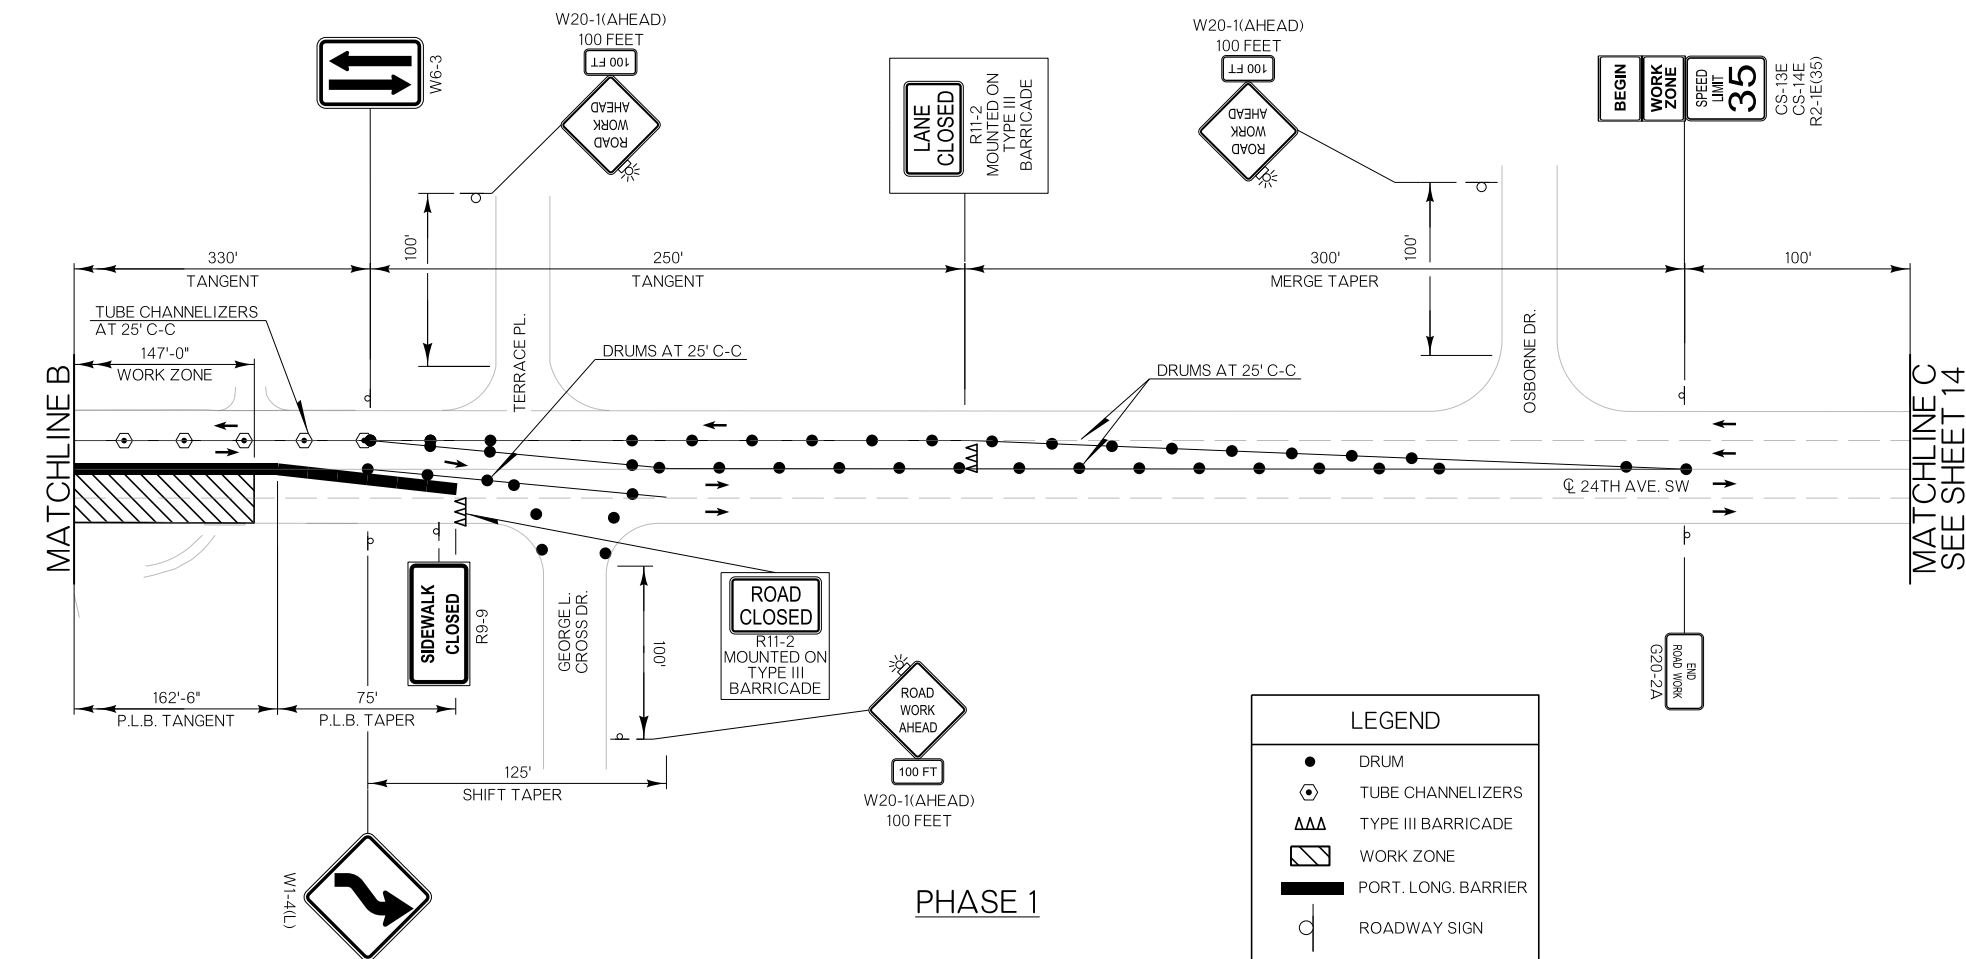 W20-1(AHEAD)
100 FEET
100 FT
ROAD
WORK
AHEAD
W6-3
LANE
CLOSED
R11-2
MOUNTED ON
TYPE III
BARRICADE
W20-1(AHEAD)
100 FEET
100 FT
ROAD
WORK
AHEAD
BEGIN
WORK
ZONE
SPEED
LIMIT
35
CS-13E
CS-14E
R2-1E(35)
100'
100'
330'
TANGENT
250'
TANGENT
300'
MERGE TAPER
100'
TUBE CHANNELIZERS
AT 25' C-C
147'-0"
WORK ZONE
TERRACE PL.
DRUMS AT 25' C-C
DRUMS AT 25' C-C
OSBORNE DR.
MATCHLINE B
℄ 24TH AVE. SW
MATCHLINE C
SEE SHEET 14
SIDEWALK
CLOSED
R9-9
GEORGE L.
CROSS DR.
100'
ROAD
CLOSED
R11-2
MOUNTED ON
TYPE III
BARRICADE
END
ROAD WORK
G20-2A
162'-6"
P.L.B. TANGENT
75'
P.L.B. TAPER
ROAD
WORK
AHEAD
100 FT
W20-1(AHEAD)
100 FEET
125'
SHIFT TAPER
W1-4(L)
PHASE 1
LEGEND
DRUM
TUBE CHANNELIZERS
TYPE III BARRICADE
WORK ZONE
PORT. LONG. BARRIER
ROADWAY SIGN